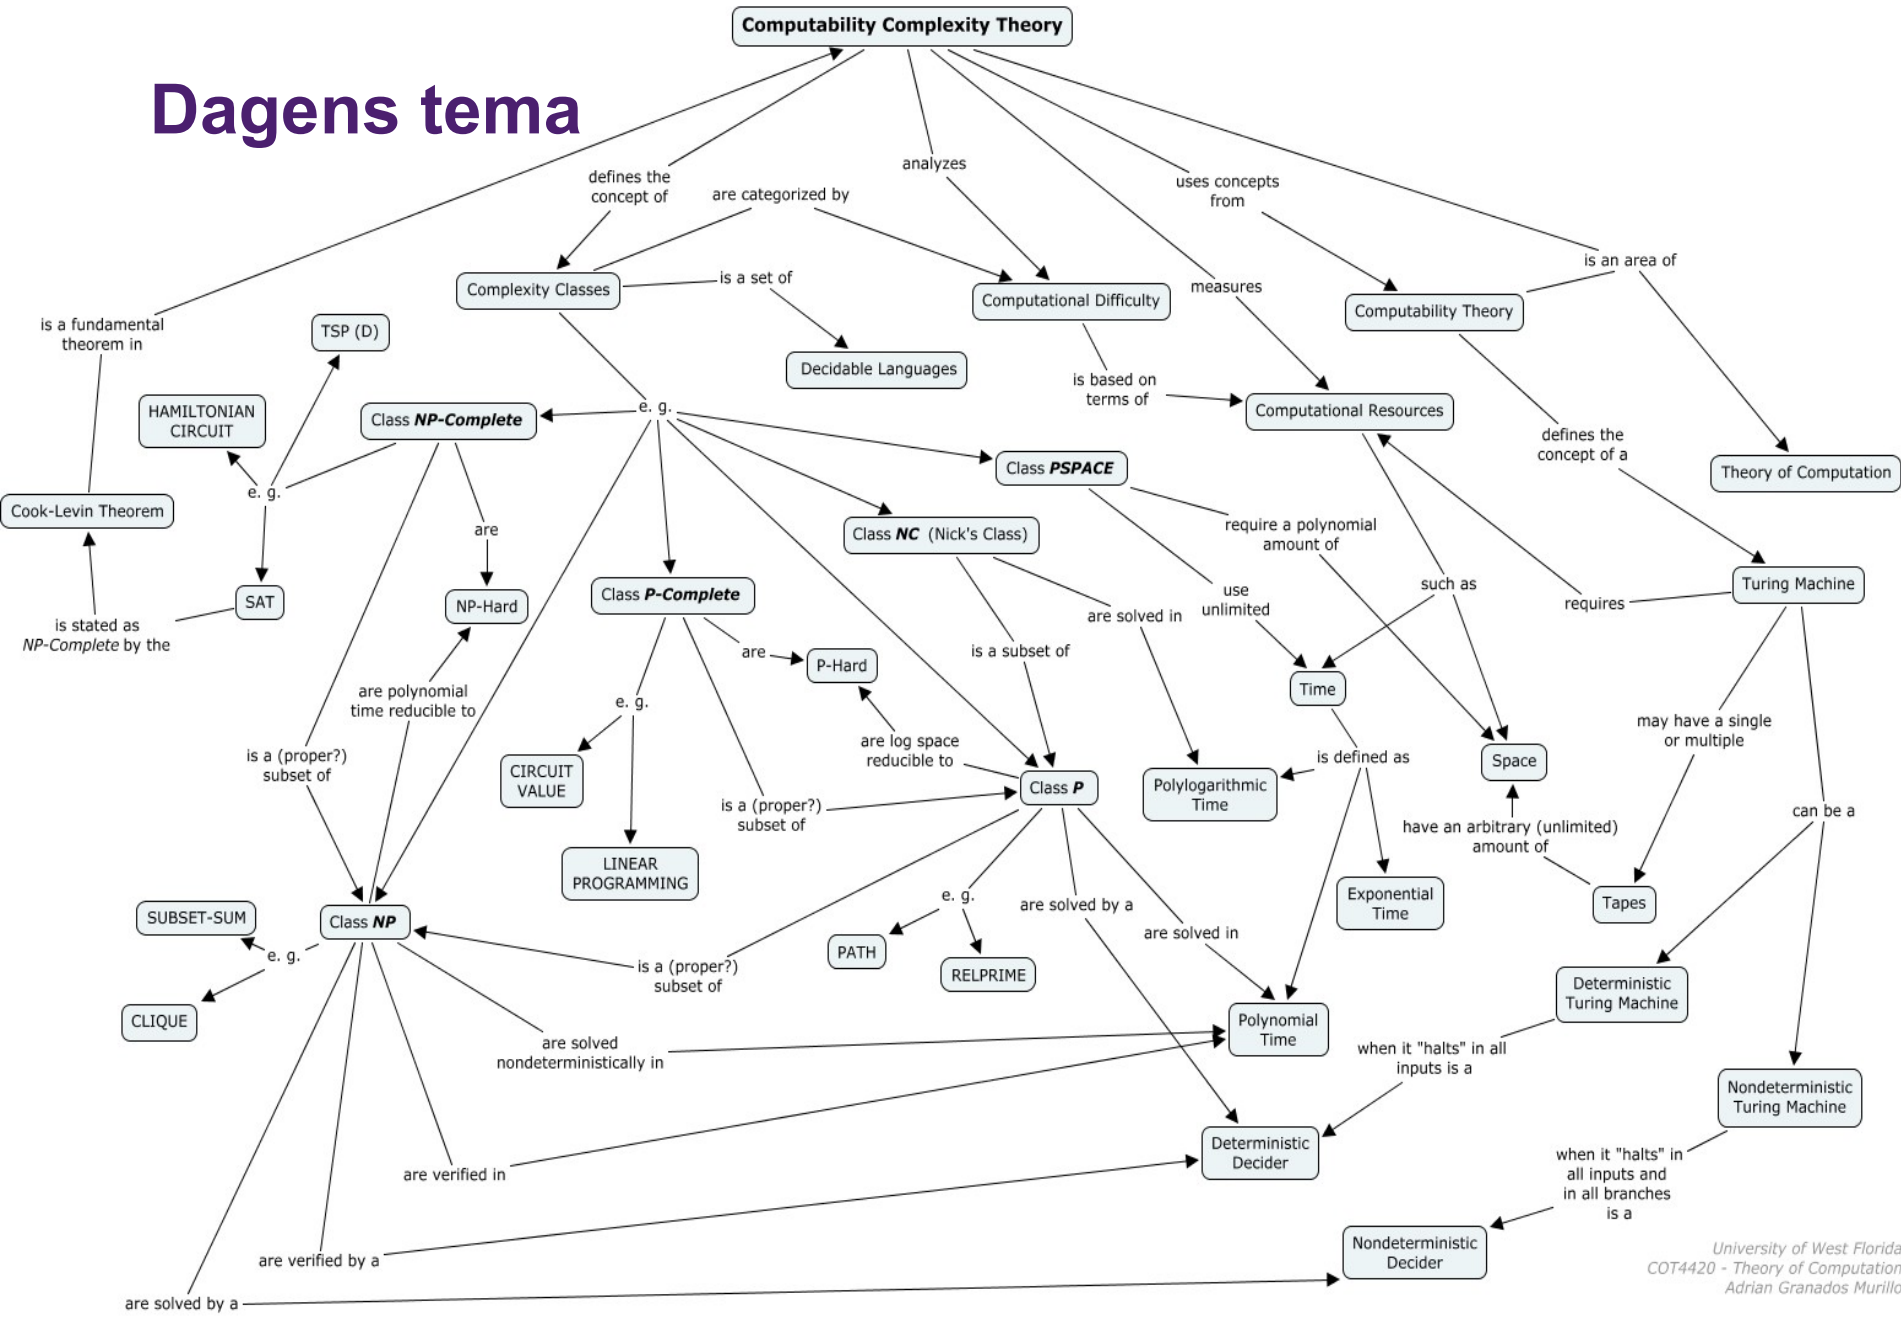 Computability Complexity Theory
Dagens tema
analyzes
defines the
concept of
are categorized by
uses concepts
from
is an area of
Complexity Classes
is a set of
Computational Difficulty
measures
Computability Theory
is a fundamental
theorem in
TSP (D)
Decidable Languages
is based on
terms of
HAMILTONIAN
CIRCUIT
Class NP-Complete
e. g.
Computational Resources
defines the
concept of a
Class PSPACE
Theory of Computation
e. g.
Cook-Levin Theorem
are
Class NC (Nick's Class)
require a polynomial
amount of
SAT
NP-Hard
Class P-Complete
use
unlimited
such as
requires
Turing Machine
is stated as
NP-Complete by the
are solved in
are
P-Hard
is a subset of
are polynomial
time reducible to
e. g.
Time
may have a single
or multiple
is a (proper?)
subset of
are log space
reducible to
is defined as
Space
CIRCUIT
VALUE
is a (proper?)
subset of
Class P
Polylogarithmic
Time
can be a
have an arbitrary (unlimited)
amount of
LINEAR
PROGRAMMING
Exponential
Time
Tapes
SUBSET-SUM
Class NP
e. g.
are solved by a
are solved in
e. g.
PATH
RELPRIME
is a (proper?)
subset of
Deterministic
Turing Machine
CLIQUE
are solved
nondeterministically in
Polynomial
Time
when it "halts" in all
inputs is a
Nondeterministic
Turing Machine
Deterministic
Decider
are verified in
when it "halts" in
all inputs and
in all branches
is a
are verified by a
Nondeterministic
Decider
are solved by a
University of West Florida
COT4420 - Theory of Computation
Adrian Granados Murillo